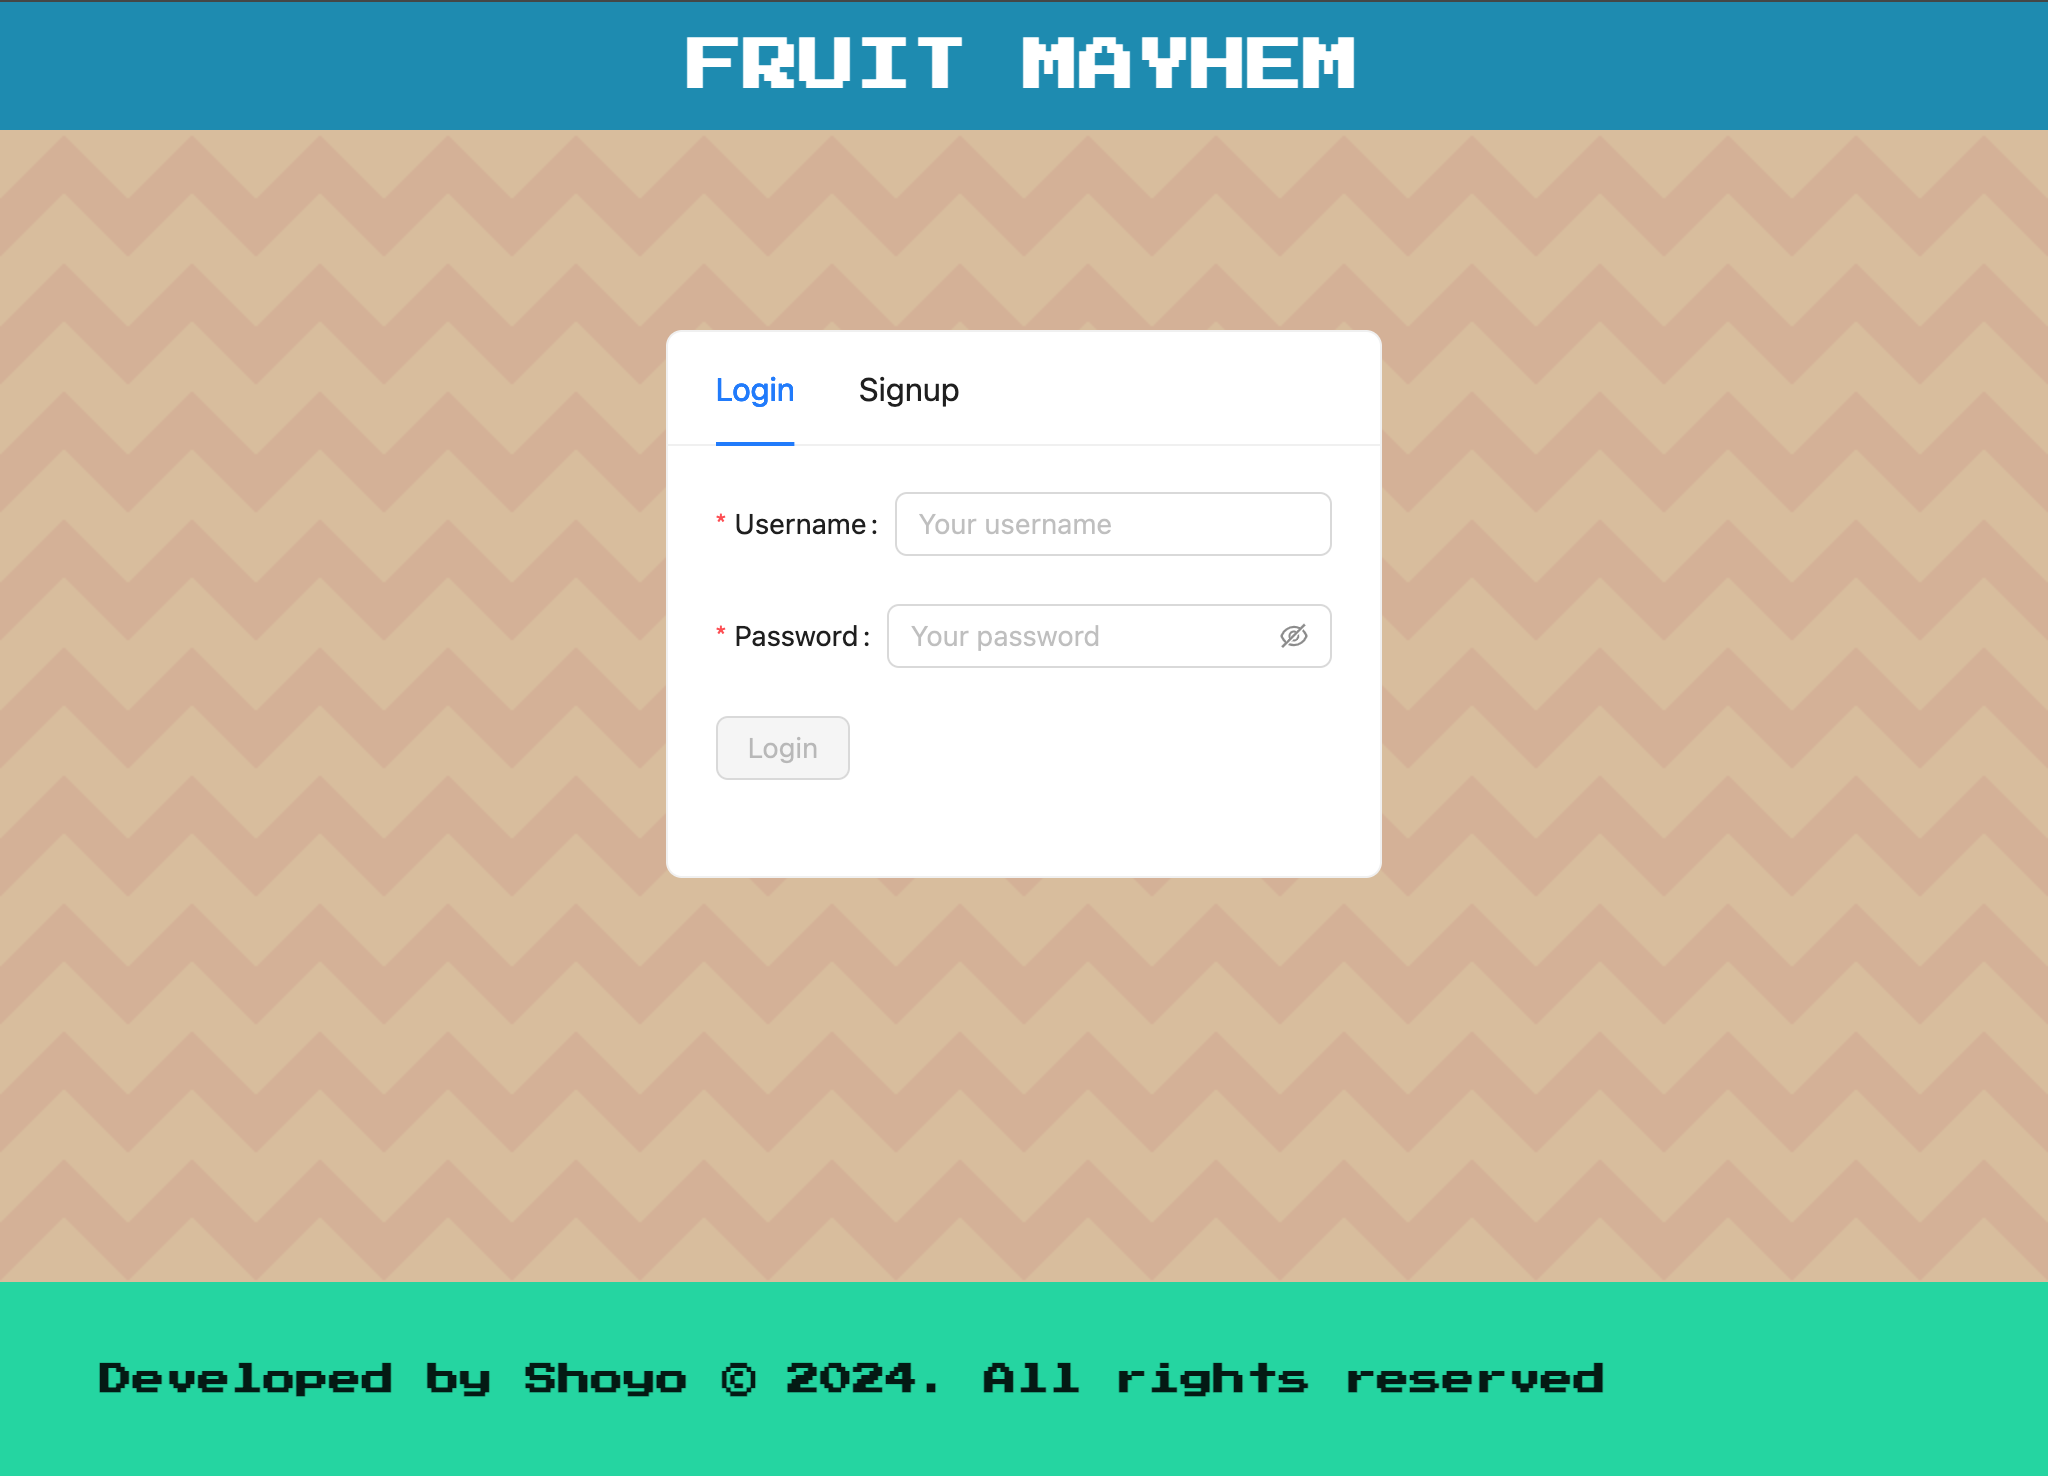 FRUIT MAYHEM
Login Signup
* Username: Your username
* Password: Your password
Login
Developed by Shoyo © 2024. All rights reserved